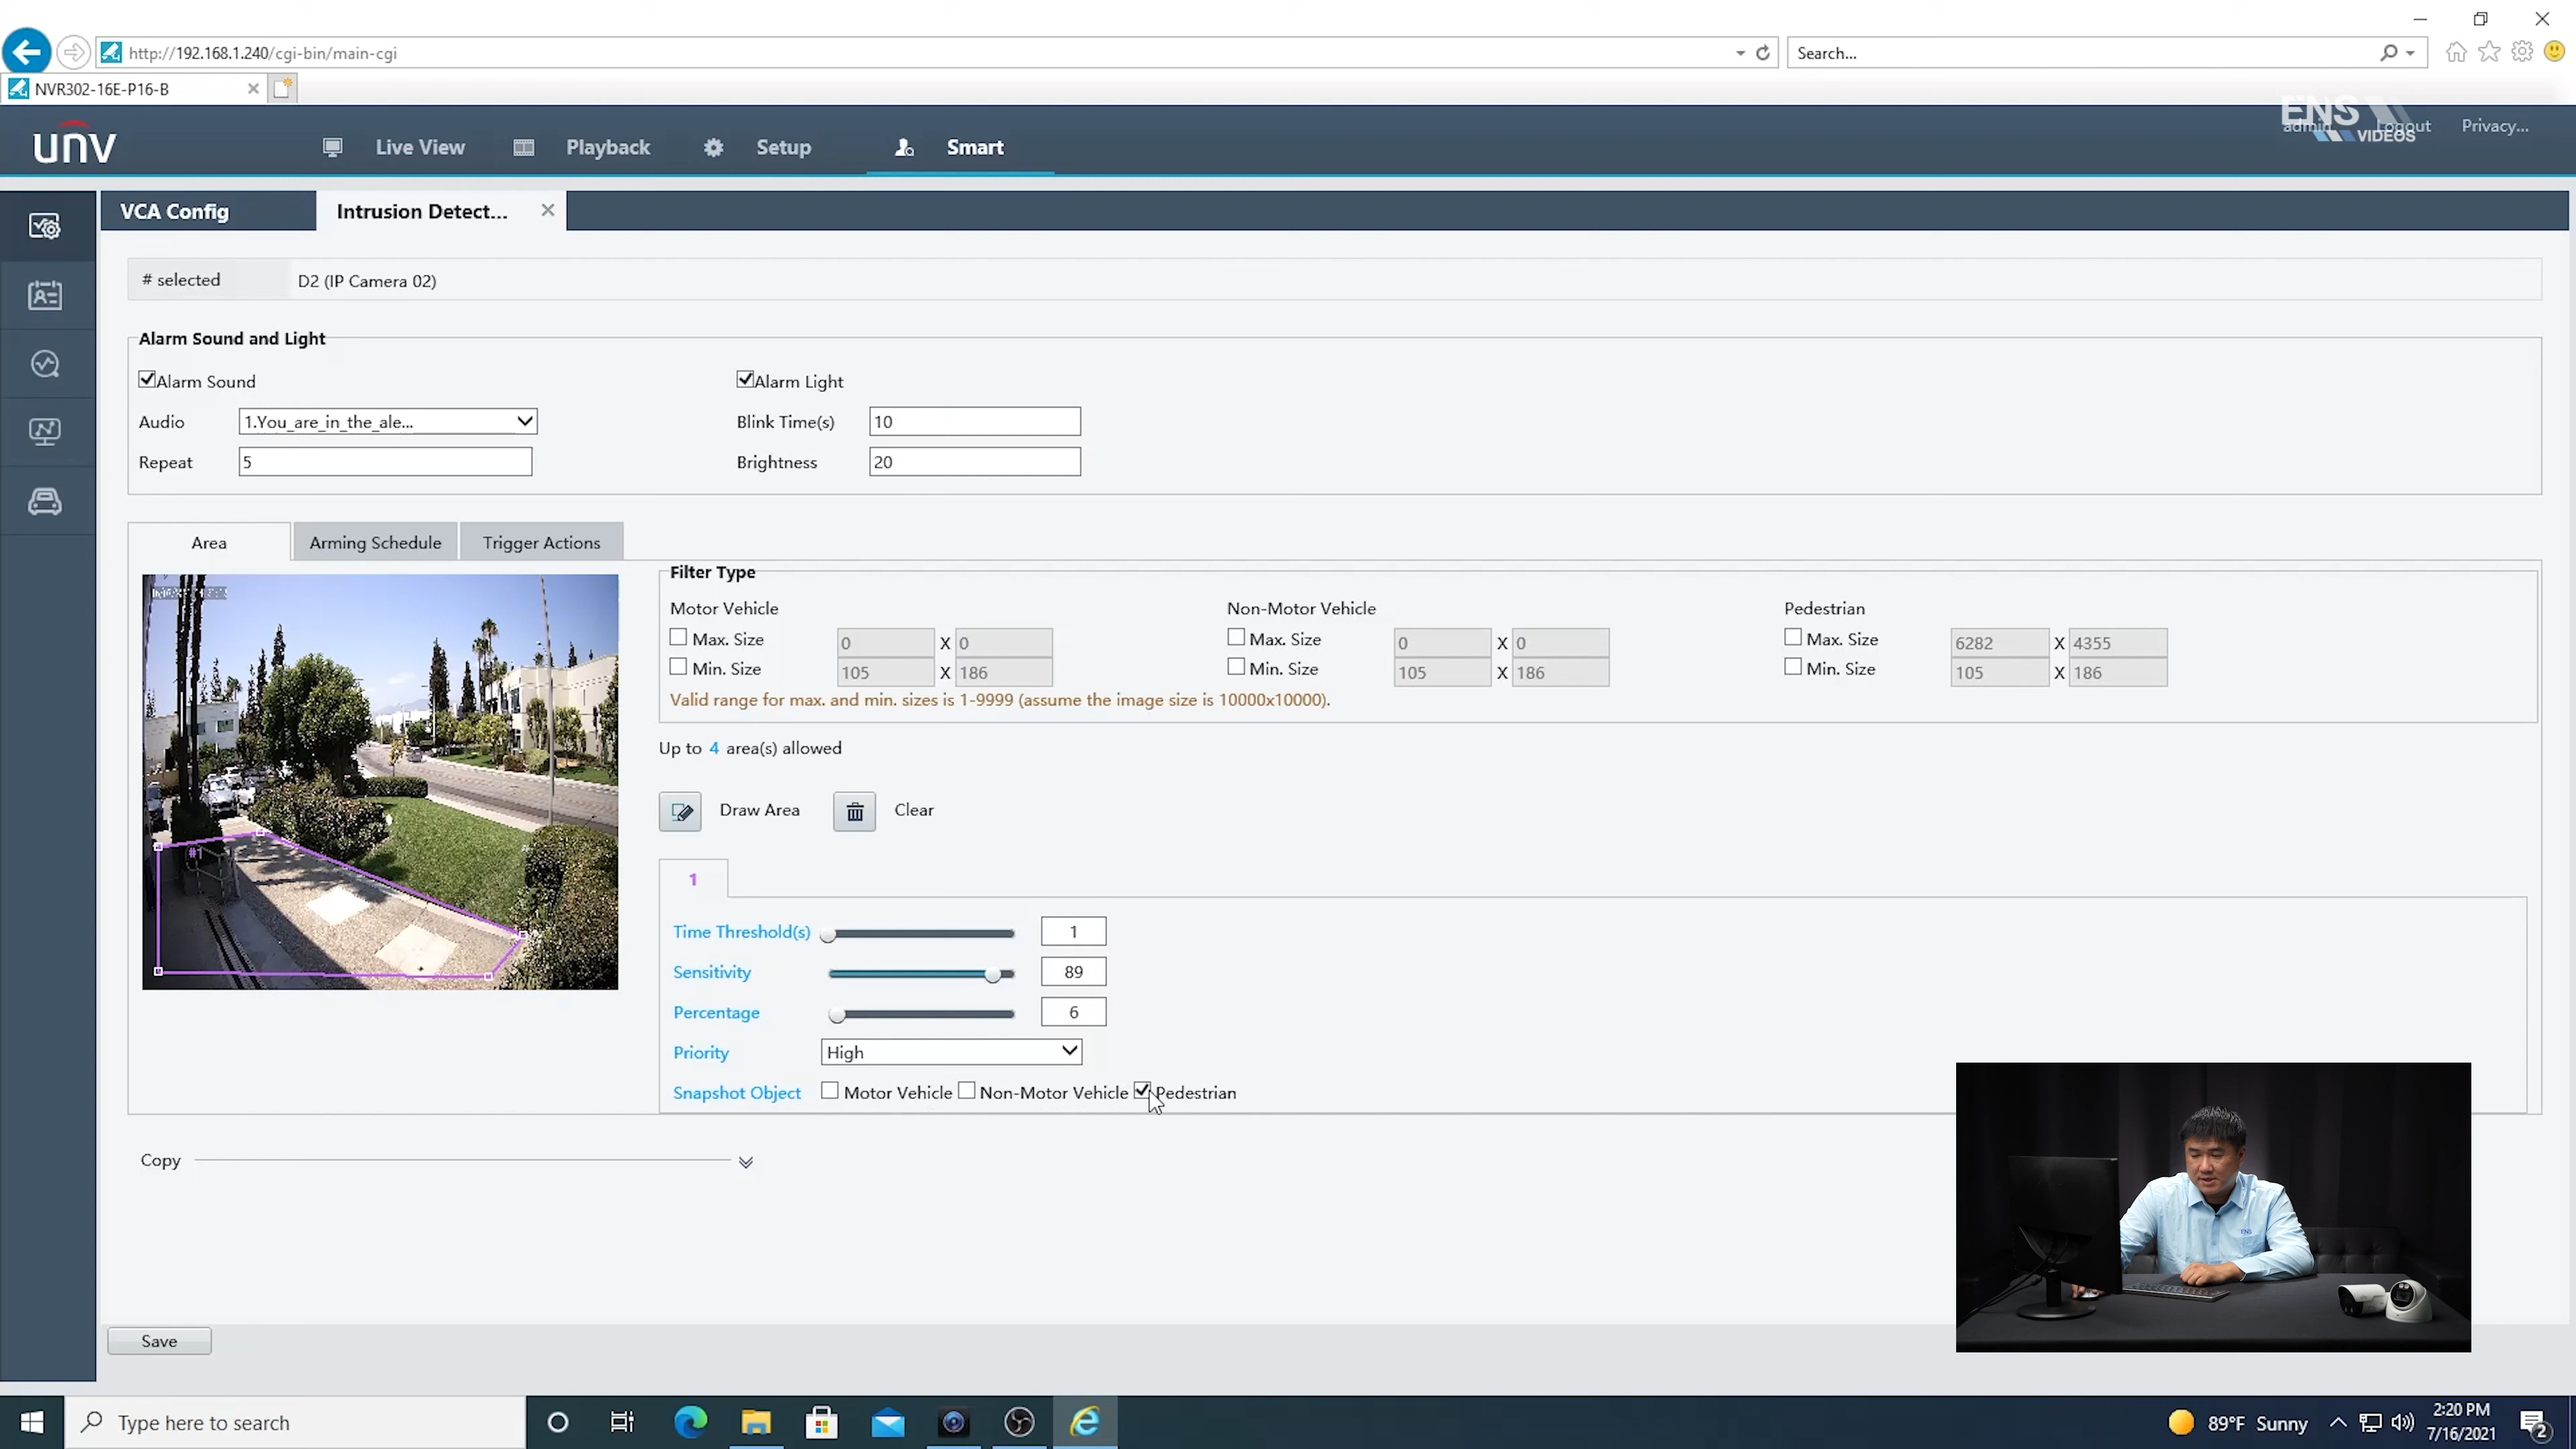 http://192.168.1.240/cgi-bin/main-cgi
Search...
NVR302-16E-P16-B
ENS
VIDEOS
unv
Live View
Playback
Setup
Smart
admin
Logout
Privacy...
VCA Config
Intrusion Detect...
# selected
D2 (IP Camera 02)
Alarm Sound and Light
Alarm Sound
Alarm Light
Audio 1.You_are_in_the_ale...
Blink Time(s) 10
Repeat 5
Brightness 20
Area
Arming Schedule
Trigger Actions
Filter Type
Motor Vehicle
Non-Motor Vehicle
Pedestrian
Max. Size 0 X 0
Max. Size 0 X 0
Max. Size 6282 X 4355
Min. Size 105 X 186
Min. Size 105 X 186
Min. Size 105 X 186
Valid range for max. and min. sizes is 1-9999 (assume the image size is 10000x10000).
Up to 4 area(s) allowed
Draw Area
Clear
#1
1
Time Threshold(s) 1
Sensitivity 89
Percentage 6
Priority High
Snapshot Object Motor Vehicle Non-Motor Vehicle Pedestrian
Copy
ENS
Save
Type here to search
89°F Sunny
2:20 PM
7/16/2021
2